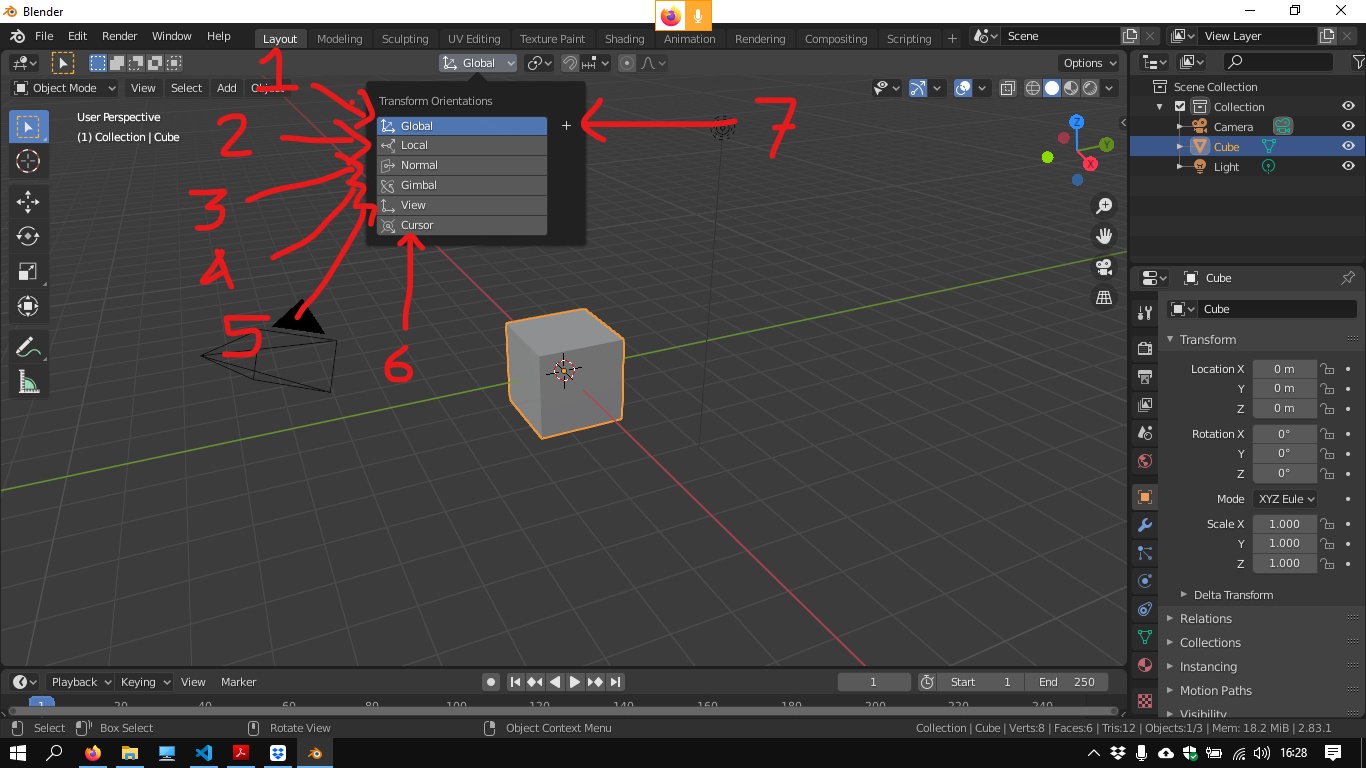 Blender
File Edit Render Window Help Layout Modeling Sculpting UV Editing Texture Paint Shading Animation Rendering Compositing Scripting + Scene View Layer
1 Global Options
Object Mode View Select Add
User Perspective
(1) Collection | Cube
Transform Orientations
Global + 7
2 Local
Normal
3 Gimbal
View
4 Cursor
5
6
Z
Y
X
Scene Collection
Collection
Camera
Cube
Light
Cube
Cube
Transform
Location X 0 m
Y 0 m
Z 0 m
Rotation X 0°
Y 0°
Z 0°
Mode XYZ Eule
Scale X 1.000
Y 1.000
Z 1.000
Delta Transform
Relations
Collections
Instancing
Motion Paths
Visibility
Playback Keying View Marker 1 Start 1 End 250
1 20 40 60 80 100 120 140 160 180 200 220 240
Select Box Select Rotate View Object Context Menu Collection | Cube | Verts:8 | Faces:6 | Tris:12 | Objects:1/3 | Mem: 18.2 MiB | 2.83.1
16:28